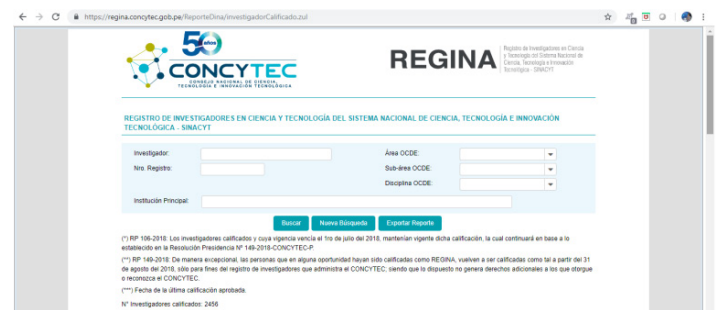 https://regina.concytec.gob.pe/ReporteDina/investigadorCalificado.zul
50 años
CONCYTEC
CONSEJO NACIONAL DE CIENCIA,
TECNOLOGÍA E INNOVACIÓN TECNOLÓGICA
REGINA
Registro de Investigadores en Ciencia
y Tecnología del Sistema Nacional de
Ciencia, Tecnología e Innovación
Tecnológica - SINACYT
REGISTRO DE INVESTIGADORES EN CIENCIA Y TECNOLOGÍA DEL SISTEMA NACIONAL DE CIENCIA, TECNOLOGÍA E INNOVACIÓN
TECNOLÓGICA - SINACYT
Investigador: Área OCDE:
Nro. Registro: Sub-área OCDE:
Disciplina OCDE:
Institución Principal:
Buscar Nueva Búsqueda Exportar Reporte
(*) RP 106-2018: Los investigadores calificados y cuya vigencia vencía el 1ro de julio del 2018, mantenían vigente dicha calificación, la cual continuará en base a lo
establecido en la Resolución Presidencia N° 149-2018-CONCYTEC-P.
(**) RP 149-2018: De manera excepcional, las personas que en alguna oportunidad hayan sido calificadas como REGINA, vuelven a ser calificadas como tal a partir del 31
de agosto del 2018, sólo para fines del registro de investigadores que administra el CONCYTEC; siendo que lo dispuesto no genera derechos adicionales a los que otorgue
o reconozca el CONCYTEC.
(***) Fecha de la última calificación aprobada.
N° Investigadores calificados: 2456